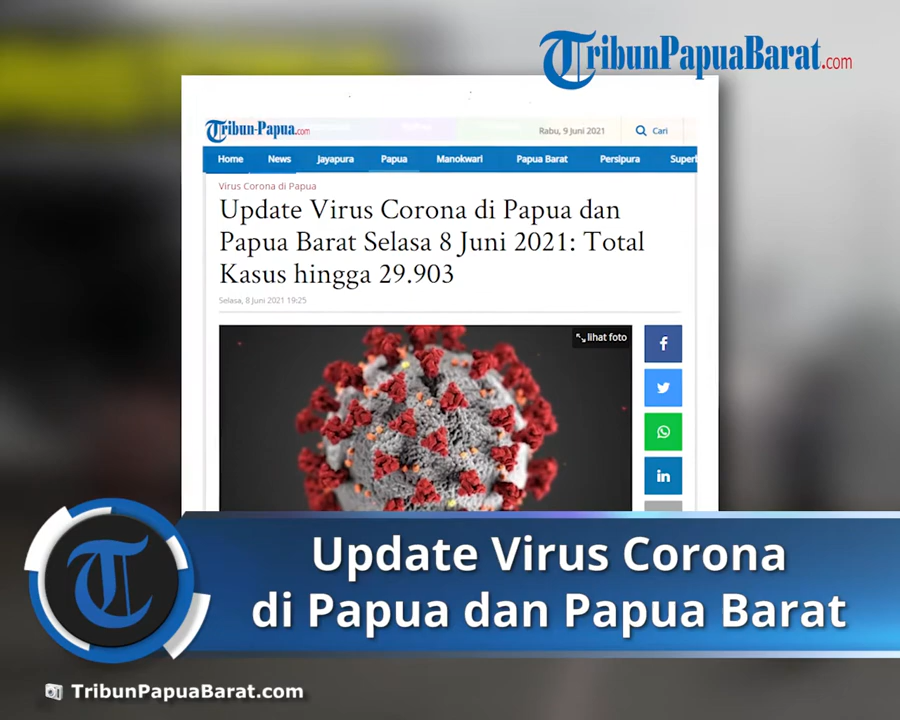 TribunPapuaBarat.com
Tribun-Papua.com
Rabu, 9 Juni 2021
Cari
Home News Jayapura Papua Manokwari Papua Barat Persipura Superb
Virus Corona di Papua
Update Virus Corona di Papua dan
Papua Barat Selasa 8 Juni 2021: Total
Kasus hingga 29.903
Selasa, 8 Juni 2021 19:25
lihat foto
Update Virus Corona
di Papua dan Papua Barat
TribunPapuaBarat.com